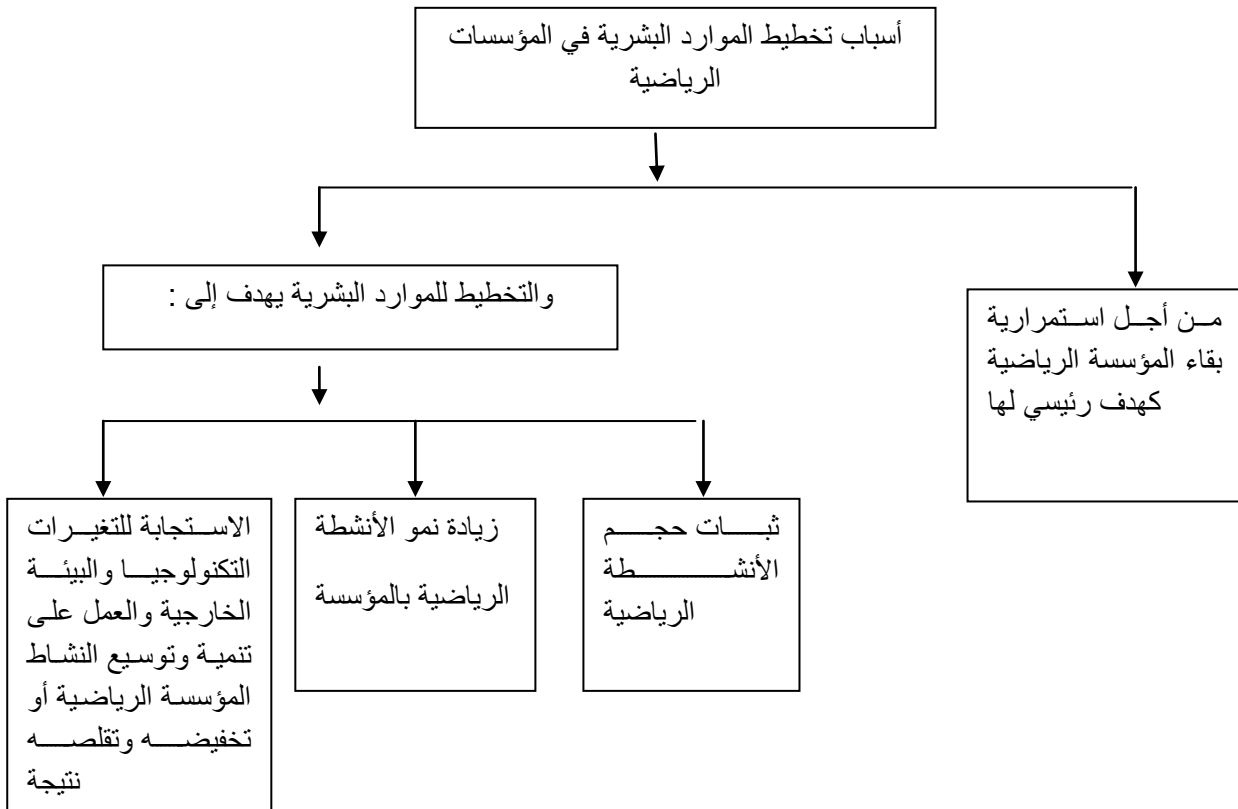 أسباب تخطيط الموارد البشرية في المؤسسات
الرياضية
من أجل استمرارية
بقاء المؤسسة الرياضية
كهدف رئيسي لها
والتخطيط للموارد البشرية يهدف إلى :
ثبات حجم
الأنشطة
الرياضية
زيادة نمو الأنشطة
الرياضية بالمؤسسة
الاستجابة للتغيرات
التكنولوجيا والبيئة
الخارجية والعمل على
تنمية وتوسيع النشاط
المؤسسة الرياضية أو
تخفيضه وتقلصه
نتيجة